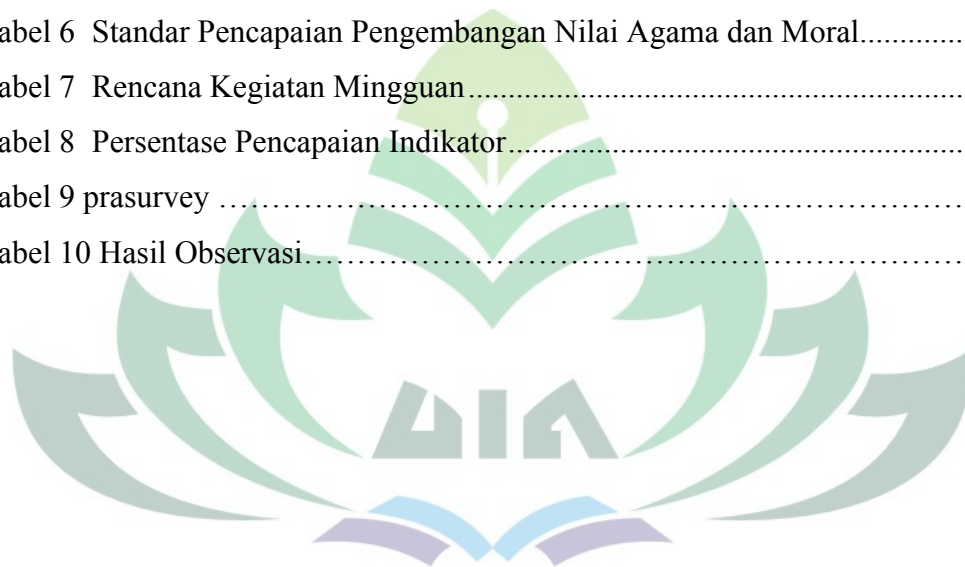 abel 6  Standar Pencapaian Pengembangan Nilai Agama dan Moral.............
abel 7  Rencana Kegiatan Mingguan...............................................................
abel 8  Persentase Pencapaian Indikator..........................................................
abel 9 prasurvey …………………………………………………………………
abel 10 Hasil Observasi…………………………………………………………
UIN